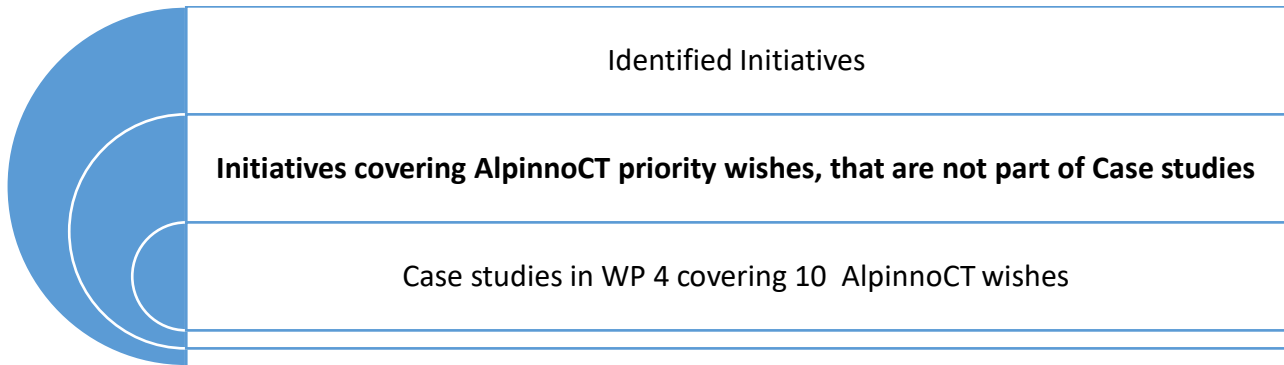 Identified Initiatives
Initiatives covering AlpinnoCT priority wishes, that are not part of Case studies
Case studies in WP 4 covering 10  AlpinnoCT wishes